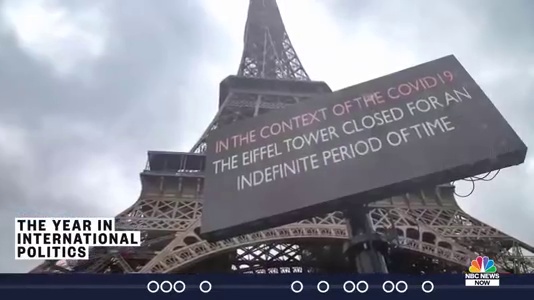 IN THE CONTEXT OF THE COVID19
THE EIFFEL TOWER CLOSED FOR AN
INDEFINITE PERIOD OF TIME
THE YEAR IN
INTERNATIONAL
POLITICS
NBC NEWS
NOW